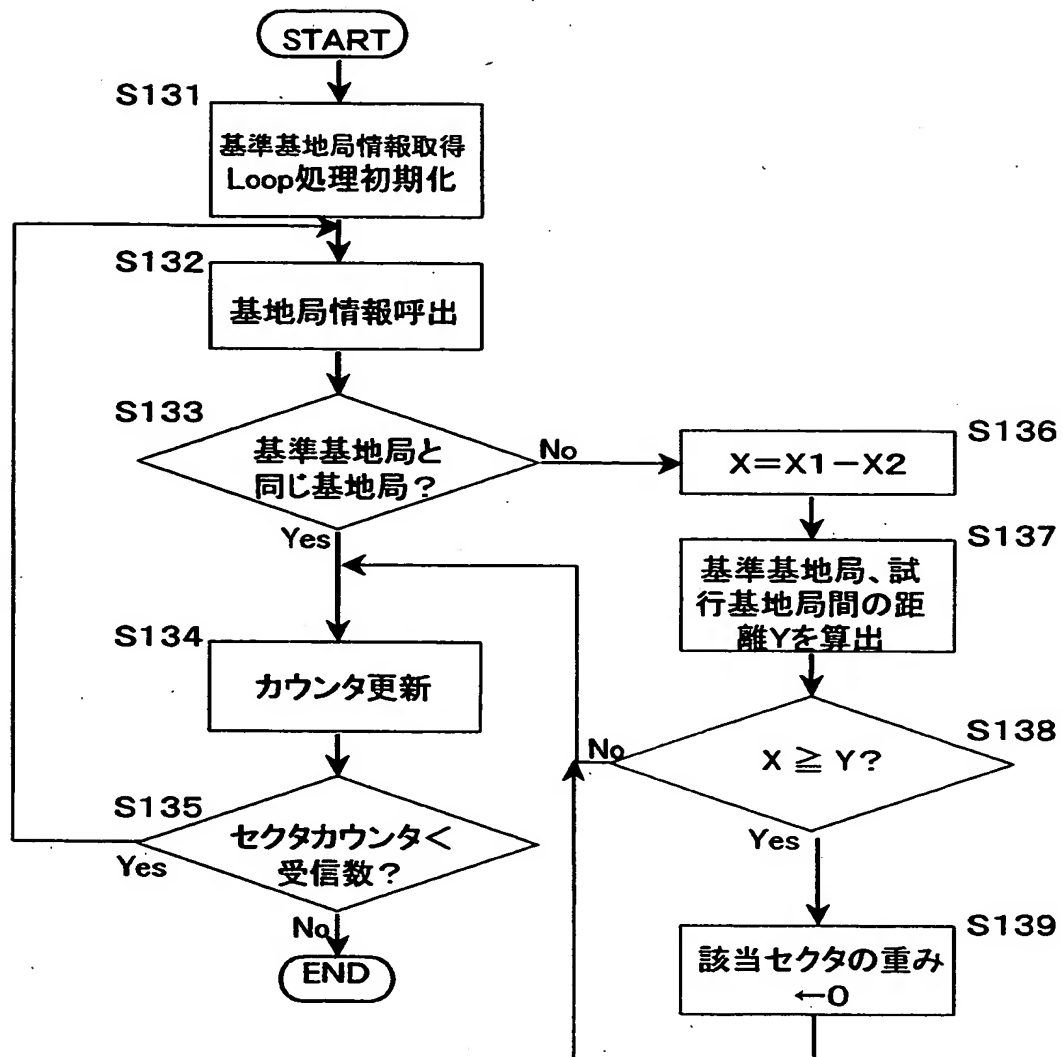 START
S131
基準基地局情報取得
Loop処理初期化
S132
基地局情報呼出
S133
基準基地局と
同じ基地局?
No
Yes
S134
カウンタ更新
S135
セクタカウンタ<
受信数?
Yes
No
END
S136
X=X1-X2
S137
基準基地局、試
行基地局間の距
離Yを算出
S138
X ≧ Y?
No
Yes
S139
該当セクタの重み
←0